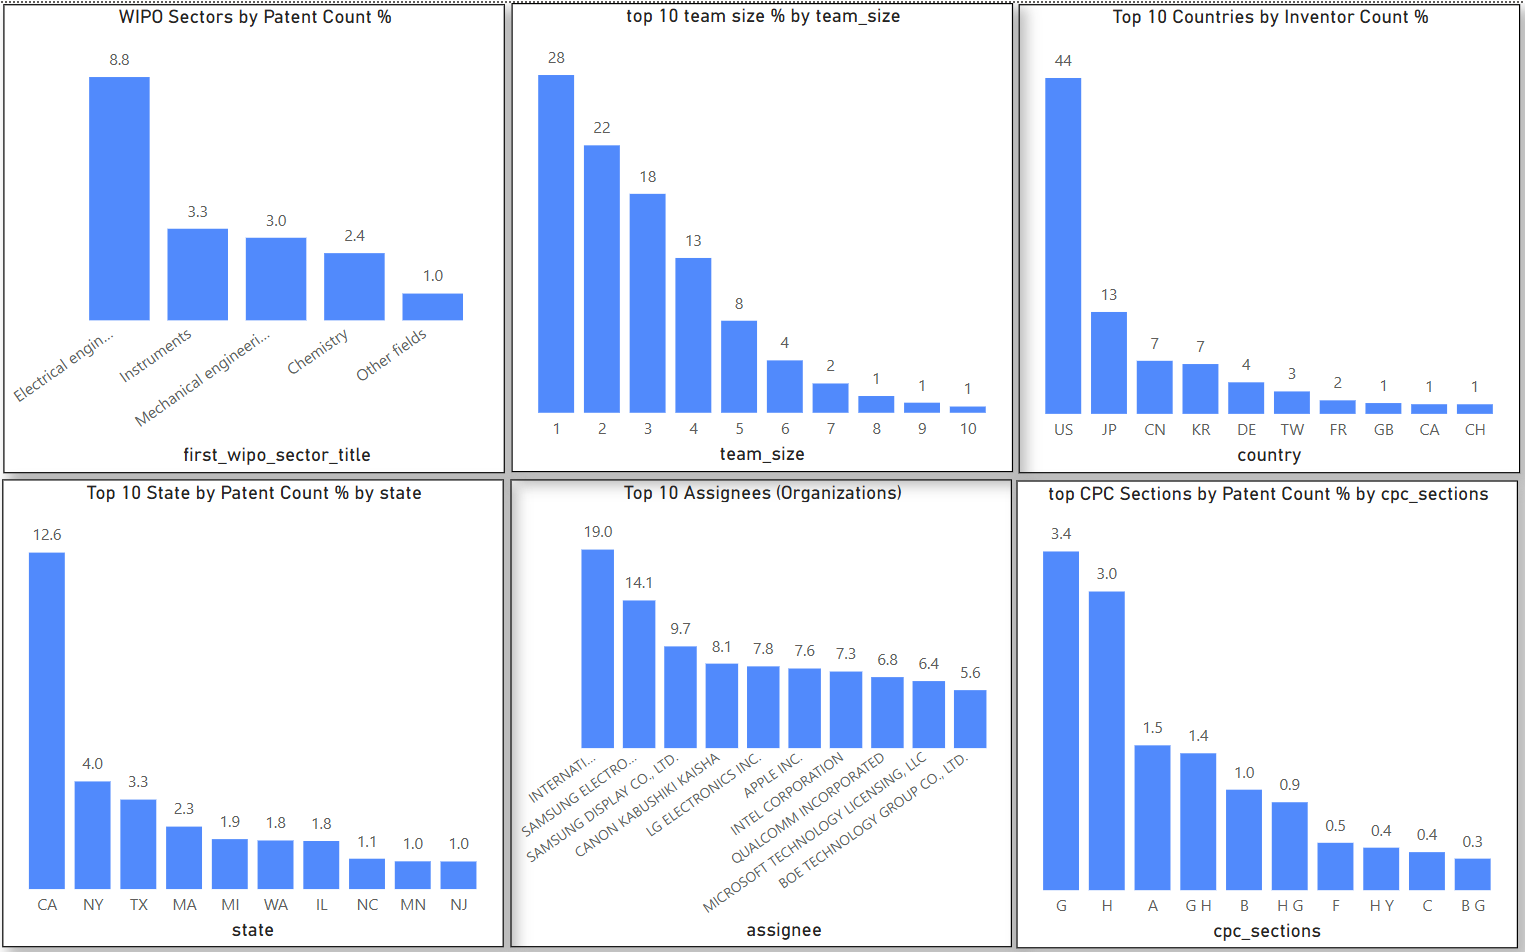 WIPO Sectors by Patent Count %
8.8
3.3
3.0
2.4
1.0
Electrical engin...
Instruments
Mechanical engineeri...
Chemistry
Other fields
first_wipo_sector_title
top 10 team size % by team_size
28
22
18
13
8
4
2
1
1
1
1 2 3 4 5 6 7 8 9 10
team_size
Top 10 Countries by Inventor Count %
44
13
7
7
4
3
2
1
1
1
US JP CN KR DE TW FR GB CA CH
country
Top 10 State by Patent Count % by state
12.6
4.0
3.3
2.3
1.9
1.8
1.8
1.1
1.0
1.0
CA NY TX MA MI WA IL NC MN NJ
state
Top 10 Assignees (Organizations)
19.0
14.1
9.7
8.1
7.8
7.6
7.3
6.8
6.4
5.6
INTERNATI...
SAMSUNG ELECTRO...
SAMSUNG DISPLAY CO., LTD.
CANON KABUSHIKI KAISHA
LG ELECTRONICS INC.
APPLE INC.
INTEL CORPORATION
QUALCOMM INCORPORATED
MICROSOFT TECHNOLOGY LICENSING, LLC
BOE TECHNOLOGY GROUP CO., LTD.
assignee
top CPC Sections by Patent Count % by cpc_sections
3.4
3.0
1.5
1.4
1.0
0.9
0.5
0.4
0.4
0.3
G H A G H B H G F H Y C B G
cpc_sections